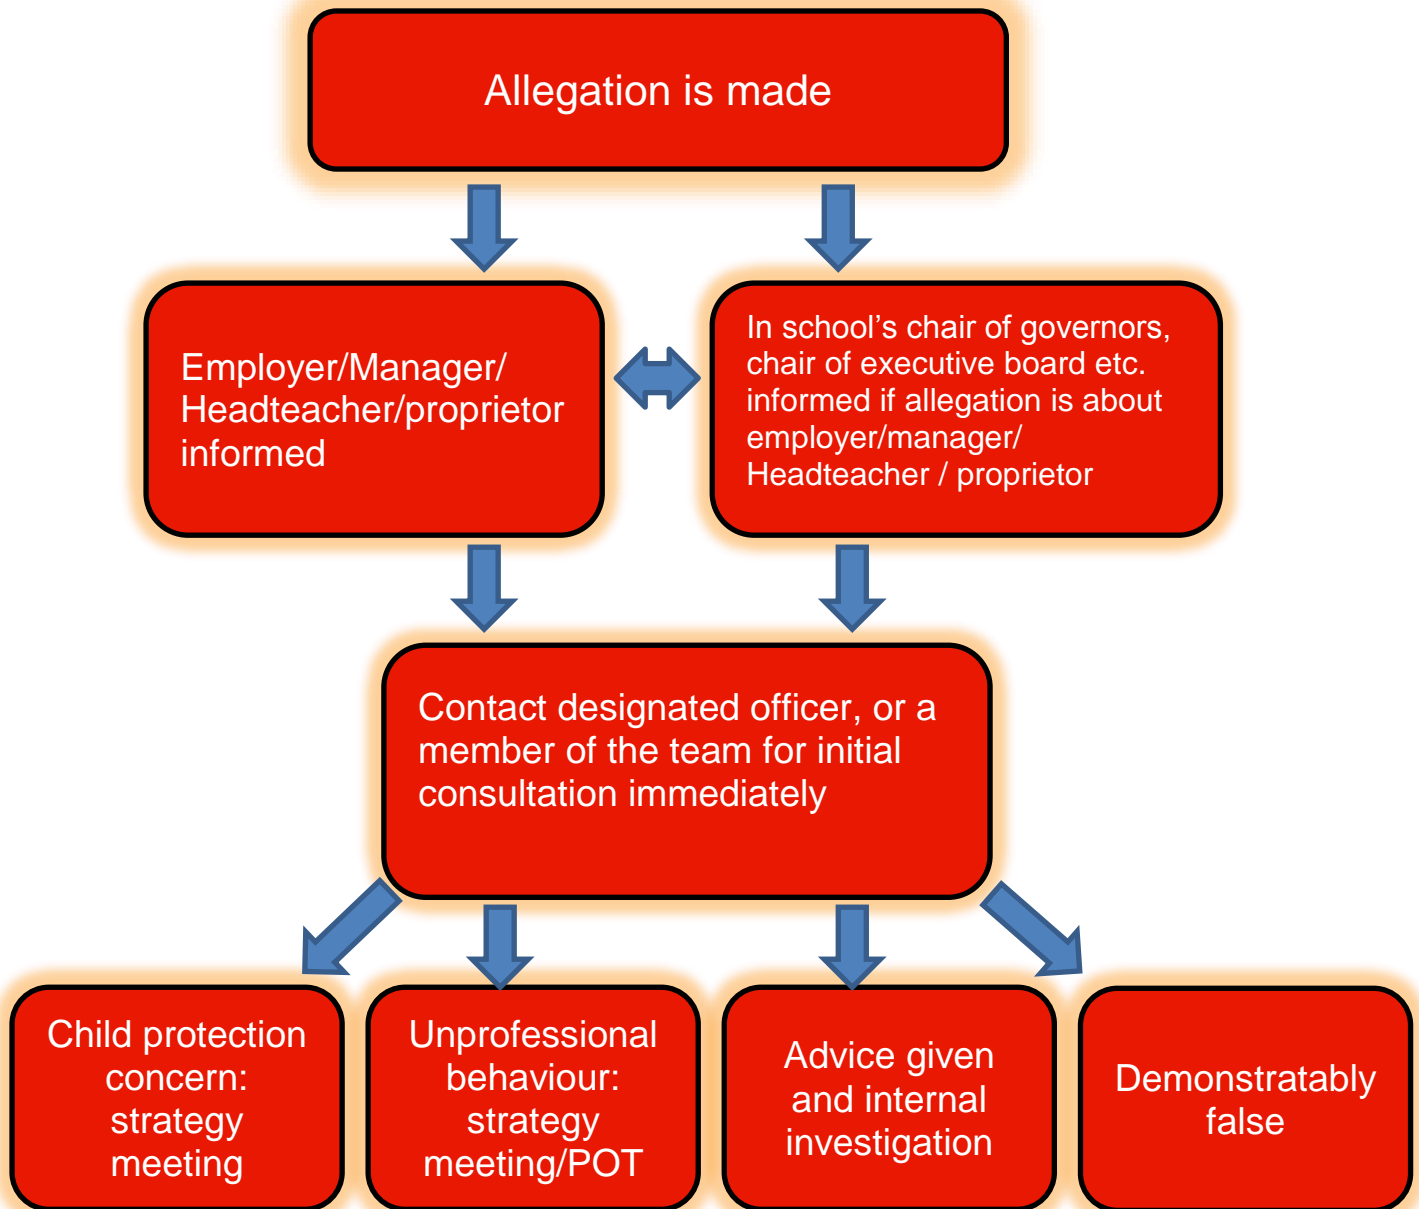 Allegation is made
Employer/Manager/
Headteacher/proprietor
informed
In school’s chair of governors,
chair of executive board etc.
informed if allegation is about
employer/manager/
Headteacher / proprietor
Contact designated officer, or a
member of the team for initial
consultation immediately
Child protection
concern:
strategy
meeting
Unprofessional
behaviour:
strategy
meeting/POT
Advice given
and internal
investigation
Demonstratably
false